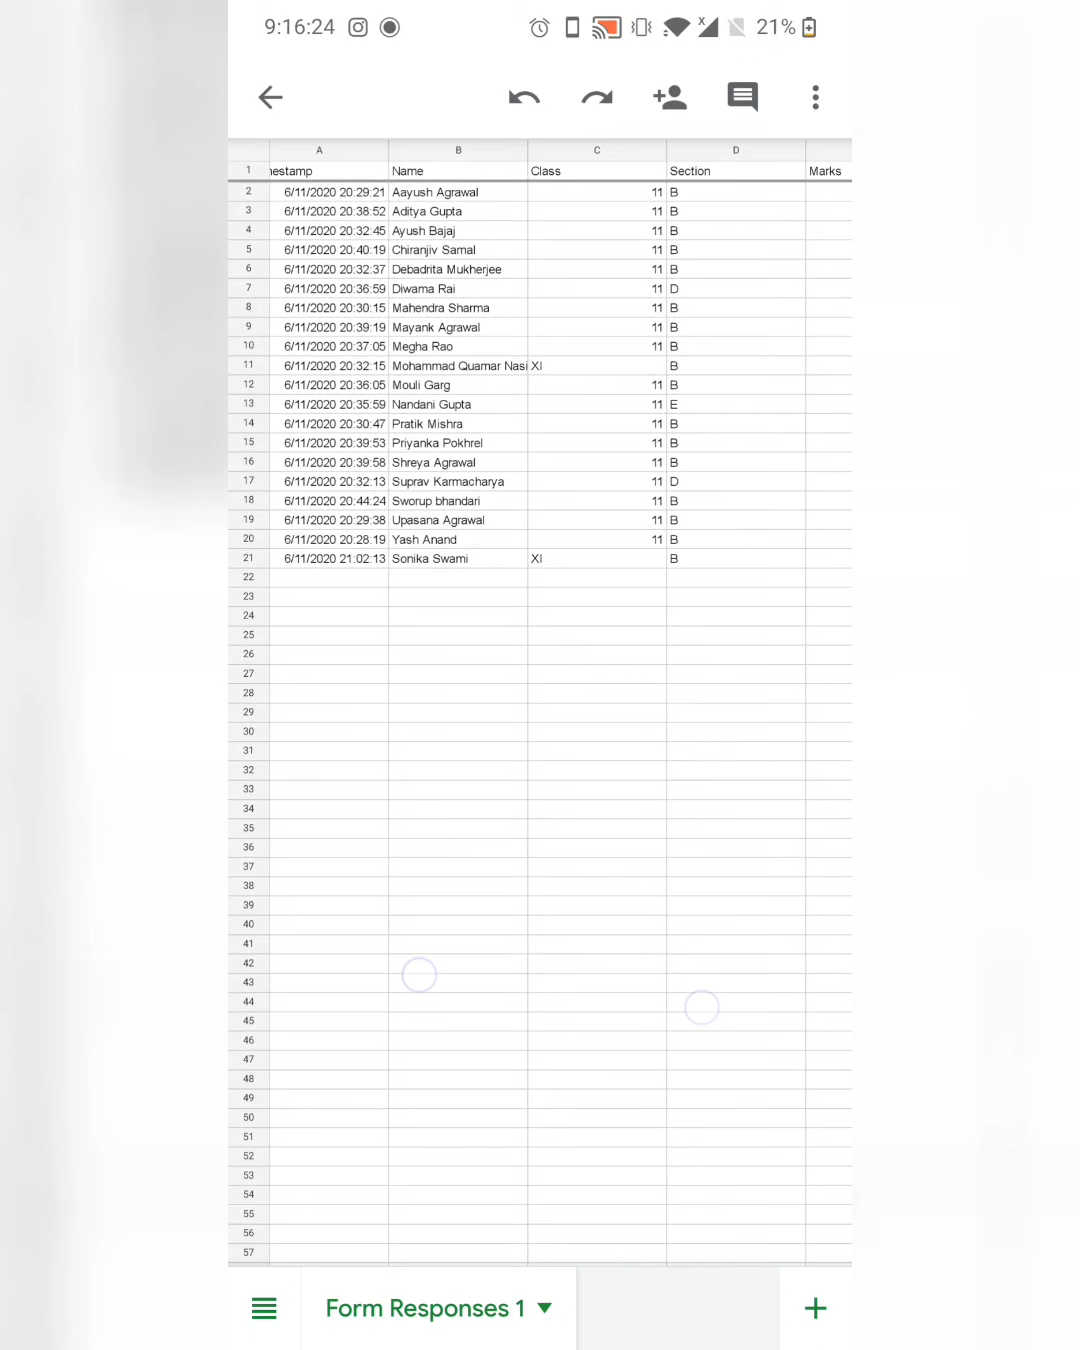 9:16:24 21%
A B C D
1 nestamp Name Class Section Marks
2 6/11/2020 20:29:21 Aayush Agrawal 11 B
3 6/11/2020 20:38:52 Aditya Gupta 11 B
4 6/11/2020 20:32:45 Ayush Bajaj 11 B
5 6/11/2020 20:40:19 Chiranjiv Samal 11 B
6 6/11/2020 20:32:37 Debadrita Mukherjee 11 B
7 6/11/2020 20:36:59 Diwama Rai 11 D
8 6/11/2020 20:30:15 Mahendra Sharma 11 B
9 6/11/2020 20:39:19 Mayank Agrawal 11 B
10 6/11/2020 20:37:05 Megha Rao 11 B
11 6/11/2020 20:32:15 Mohammad Quamar Nasi XI B
12 6/11/2020 20:36:05 Mouli Garg 11 B
13 6/11/2020 20:35:59 Nandani Gupta 11 E
14 6/11/2020 20:30:47 Pratik Mishra 11 B
15 6/11/2020 20:39:53 Priyanka Pokhrel 11 B
16 6/11/2020 20:39:58 Shreya Agrawal 11 B
17 6/11/2020 20:32:13 Suprav Karmacharya 11 D
18 6/11/2020 20:44:24 Sworup bhandari 11 B
19 6/11/2020 20:29:38 Upasana Agrawal 11 B
20 6/11/2020 20:28:19 Yash Anand 11 B
21 6/11/2020 21:02:13 Sonika Swami XI B
22
23
24
25
26
27
28
29
30
31
32
33
34
35
36
37
38
39
40
41
42
43
44
45
46
47
48
49
50
51
52
53
54
55
56
57
Form Responses 1